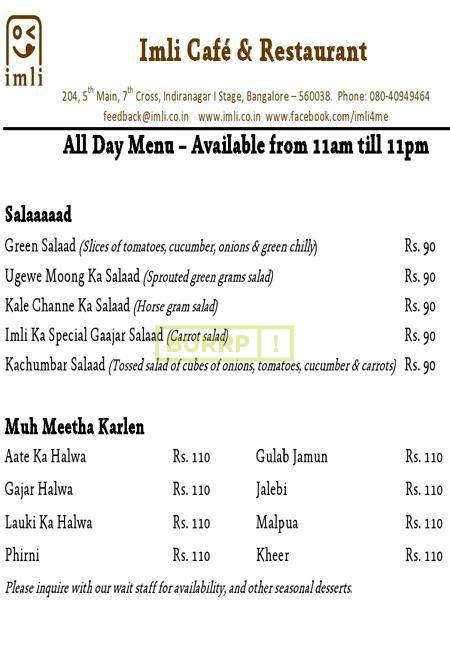 imli
Imli Café & Restaurant
204, 5th Main, 7th Cross, Indiranagar I Stage, Bangalore – 560038. Phone: 080-40949464
feedback@imli.co.in www.imli.co.in www.facebook.com/imli4me
All Day Menu – Available from 11am till 11pm
Salaaaaad
Green Salaad (Slices of tomatoes, cucumber, onions & green chilly) Rs. 90
Ugewe Moong Ka Salaad (Sprouted green grams salad) Rs. 90
Kale Channe Ka Salaad (Horse gram salad) Rs. 90
Imli Ka Special Gaajar Salaad (Carrot salad) Rs. 90
BURRP!
Kachumbar Salaad (Tossed salad of cubes of onions, tomatoes, cucumber & carrots) Rs. 90
Muh Meetha Karlen
Aate Ka Halwa Rs. 110 Gulab Jamun Rs. 110
Gajar Halwa Rs. 110 Jalebi Rs. 110
Lauki Ka Halwa Rs. 110 Malpua Rs. 110
Phirni Rs. 110 Kheer Rs. 110
Please inquire with our wait staff for availability, and other seasonal desserts.